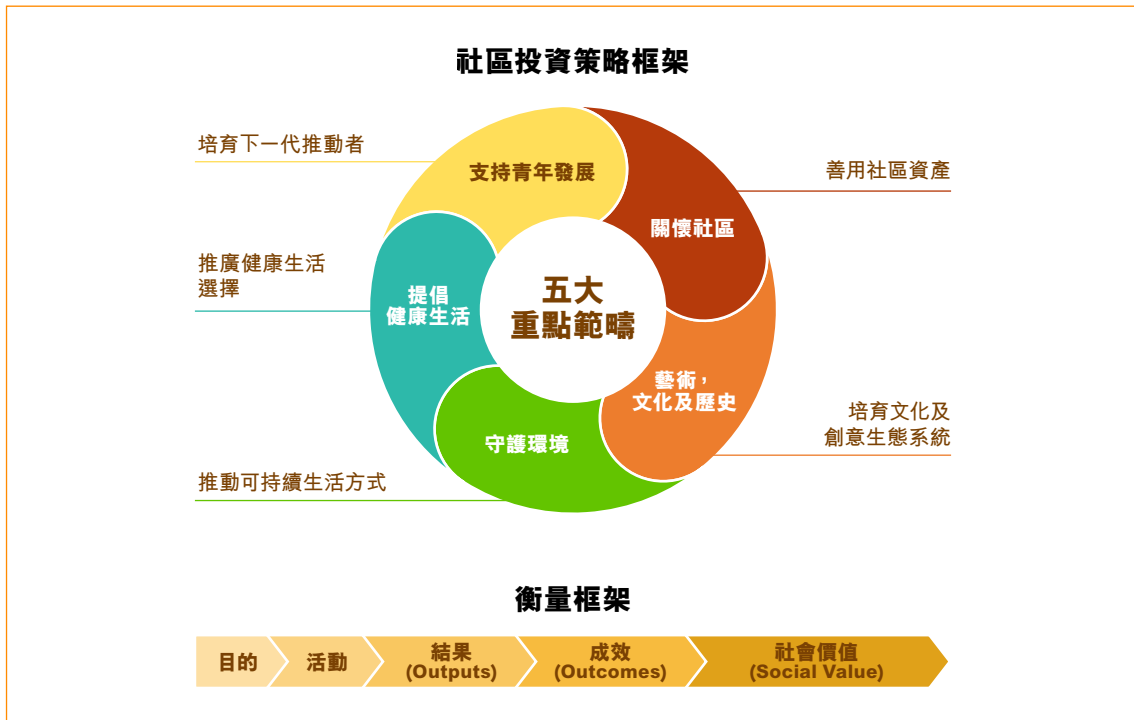 社區投資策略框架
培育下一代推動者
支持青年發展
善用社區資產
關懷社區
推廣健康生活
選擇
提倡
健康生活
五大
重點範疇
藝術，
文化及歷史
培育文化及
創意生態系統
守護環境
推動可持續生活方式
衡量框架
目的
活動
結果
(Outputs)
成效
(Outcomes)
社會價值
(Social Value)